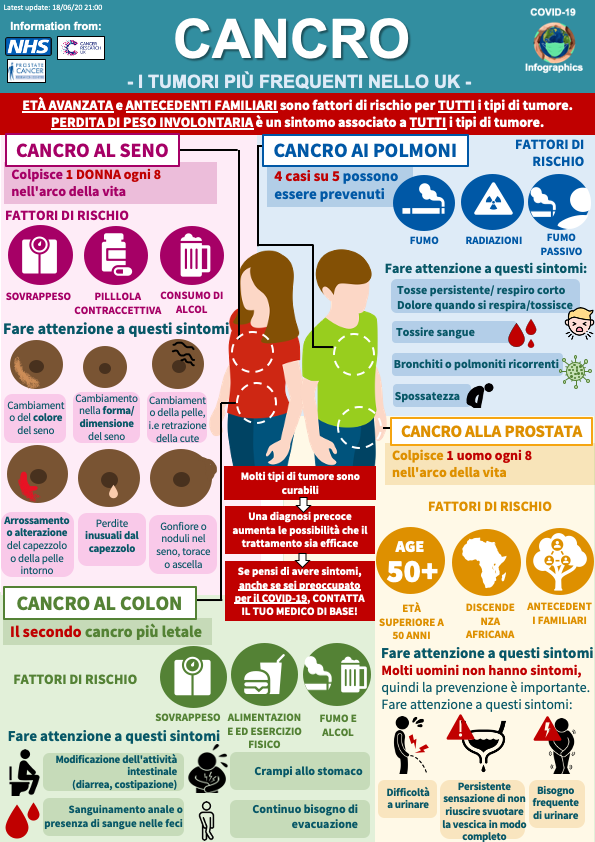 Latest update: 18/06/20 21:00
Information from:
NHS
CANCER
RESEARCH
UK
PROSTATE
CANCER
CANCRO
- I TUMORI PIÙ FREQUENTI NELLO UK -
COVID-19
Infographics
ETÀ AVANZATA e ANTECEDENTI FAMILIARI sono fattori di rischio per TUTTI i tipi di tumore.
PERDITA DI PESO INVOLONTARIA è un sintomo associato a TUTTI i tipi di tumore.
CANCRO AL SENO
Colpisce 1 DONNA ogni 8
nell'arco della vita
FATTORI DI RISCHIO
SOVRAPPESO
PILLLOLA
CONTRACCETTIVA
CONSUMO DI
ALCOL
Fare attenzione a questi sintomi
Cambiament
o del colore
del seno
Cambiamento
nella forma/
dimensione
del seno
Cambiament
o della pelle,
i.e retrazione
della cute
Arrossamento
o alterazione
del capezzolo
o della pelle
intorno
Perdite
inusuali dal
capezzolo
Gonfiore o
noduli nel
seno, torace
o ascella
CANCRO AI POLMONI
4 casi su 5 possono
essere prevenuti
FATTORI DI
RISCHIO
FUMO
RADIAZIONI
FUMO
PASSIVO
Fare attenzione a questi sintomi:
Tosse persistente/ respiro corto
Dolore quando si respira/tossisce
Tossire sangue
Bronchiti o polmoniti ricorrenti
Spossatezza
Molti tipi di tumore sono
curabili
Una diagnosi precoce
aumenta le possibilità che il
trattamento sia efficace
Se pensi di avere sintomi,
anche se sei preoccupato
per il COVID-19, CONTATTA
IL TUO MEDICO DI BASE!
CANCRO ALLA PROSTATA
Colpisce 1 uomo ogni 8
nell'arco della vita
FATTORI DI RISCHIO
AGE
50+
ETÀ
SUPERIORE A
50 ANNI
DISCENDE
NZA
AFRICANA
ANTECEDENT
I FAMILIARI
Fare attenzione a questi sintomi
Molti uomini non hanno sintomi,
quindi la prevenzione è importante.
Fare attenzione a questi sintomi:
Difficoltà
a urinare
Persistente
sensazione di non
riuscire svuotare
la vescica in modo
completo
Bisogno
frequente
di urinare
CANCRO AL COLON
Il secondo cancro più letale
FATTORI DI RISCHIO
SOVRAPPESO
ALIMENTAZION
E ED ESERCIZIO
FISICO
FUMO E
ALCOL
Fare attenzione a questi sintomi
Modificazione dell'attività
intestinale
(diarrea, costipazione)
Crampi allo stomaco
Sanguinamento anale o
presenza di sangue nelle feci
Continuo bisogno di
evacuazione